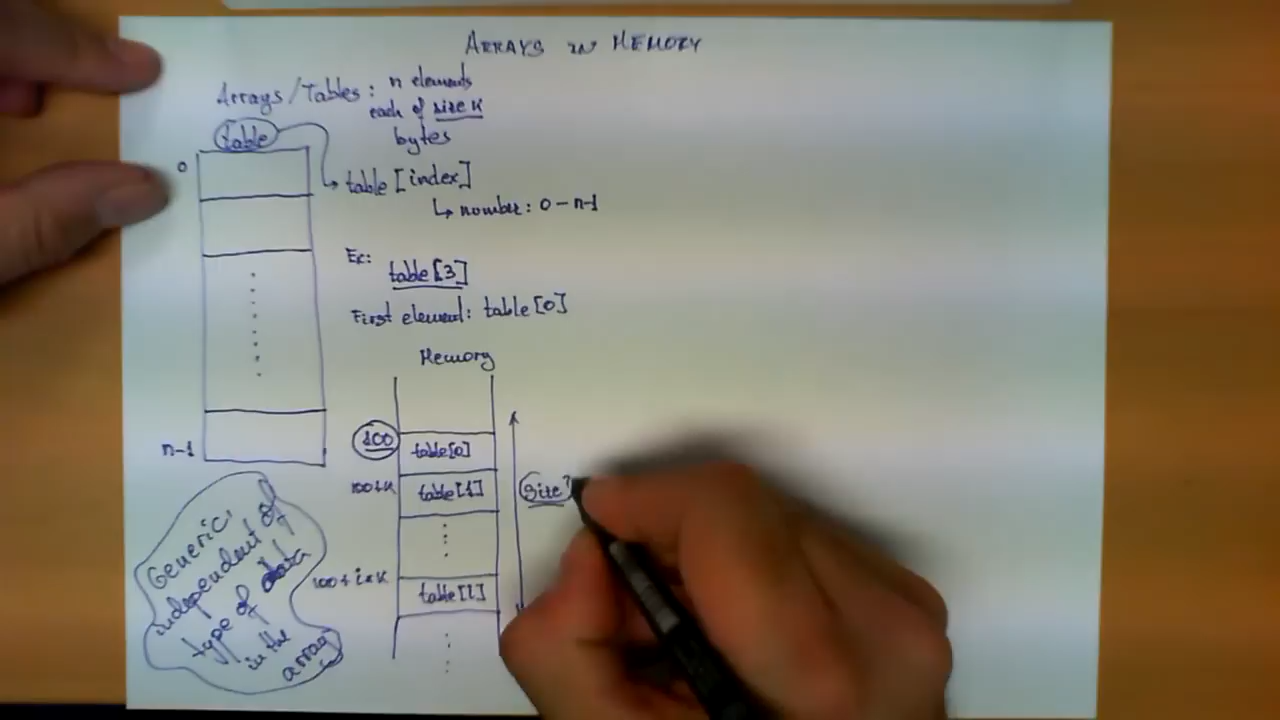 ARRAYS IN MEMORY
Arrays/Tables: n elements
each of size K
bytes
table
0
table [index]
↳ number: 0 - n-1
Ex:
table[3]
First element: table[0]
Memory
n-1
100
table[0]
100+K
table[1]
Size?
100+i*K
table[i]
Generic,
independent of
type of data
in the
array